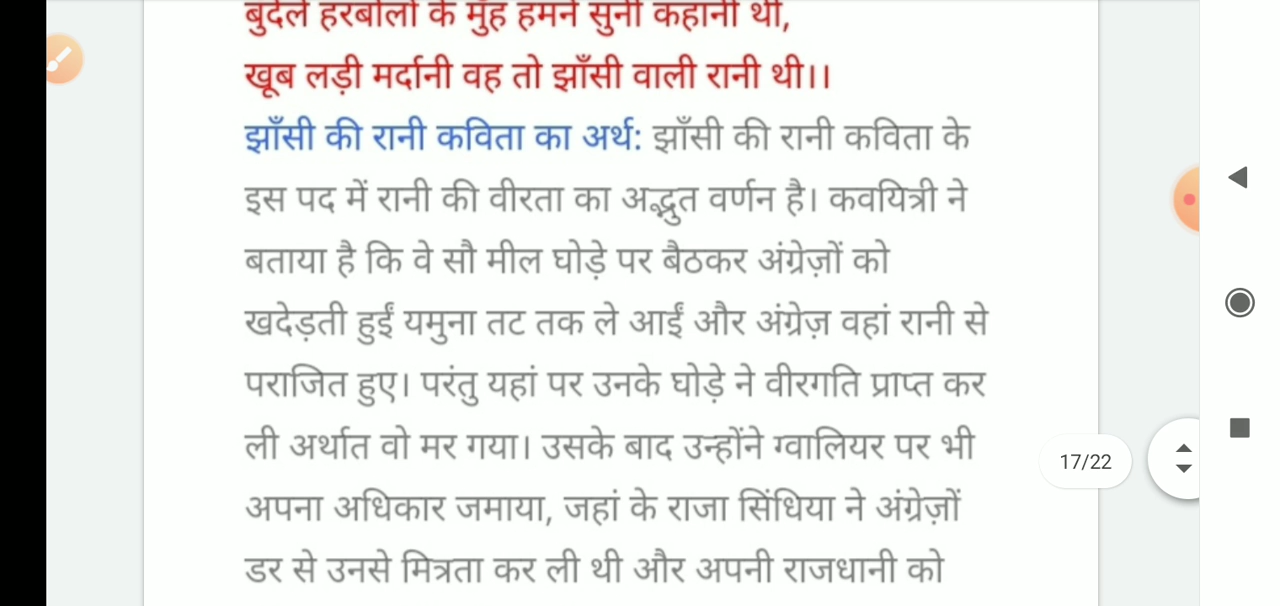 बुंदेले हरबोलों के मुँह हमने सुनी कहानी थी,
खूब लड़ी मर्दानी वह तो झाँसी वाली रानी थी।।
झाँसी की रानी कविता का अर्थ: झाँसी की रानी कविता के
इस पद में रानी की वीरता का अद्भुत वर्णन है। कवयित्री ने
बताया है कि वे सौ मील घोड़े पर बैठकर अंग्रेज़ों को
खदेड़ती हुईं यमुना तट तक ले आईं और अंग्रेज़ वहां रानी से
पराजित हुए। परंतु यहां पर उनके घोड़े ने वीरगति प्राप्त कर
ली अर्थात वो मर गया। उसके बाद उन्होंने ग्वालियर पर भी
अपना अधिकार जमाया, जहां के राजा सिंधिया ने अंग्रेज़ों
डर से उनसे मित्रता कर ली थी और अपनी राजधानी को
17/22